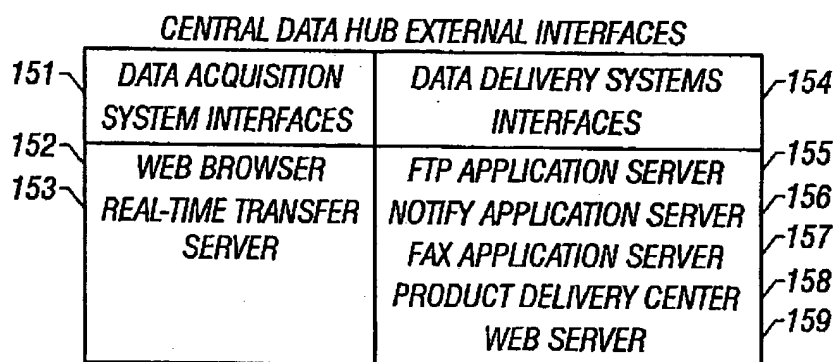 CENTRAL DATA HUB EXTERNAL INTERFACES
151
DATA ACQUISITION
SYSTEM INTERFACES
DATA DELIVERY SYSTEMS
INTERFACES
154
152
153
WEB BROWSER
REAL-TIME TRANSFER
SERVER
FTP APPLICATION SERVER
NOTIFY APPLICATION SERVER
FAX APPLICATION SERVER
PRODUCT DELIVERY CENTER
WEB SERVER
155
156
157
158
159